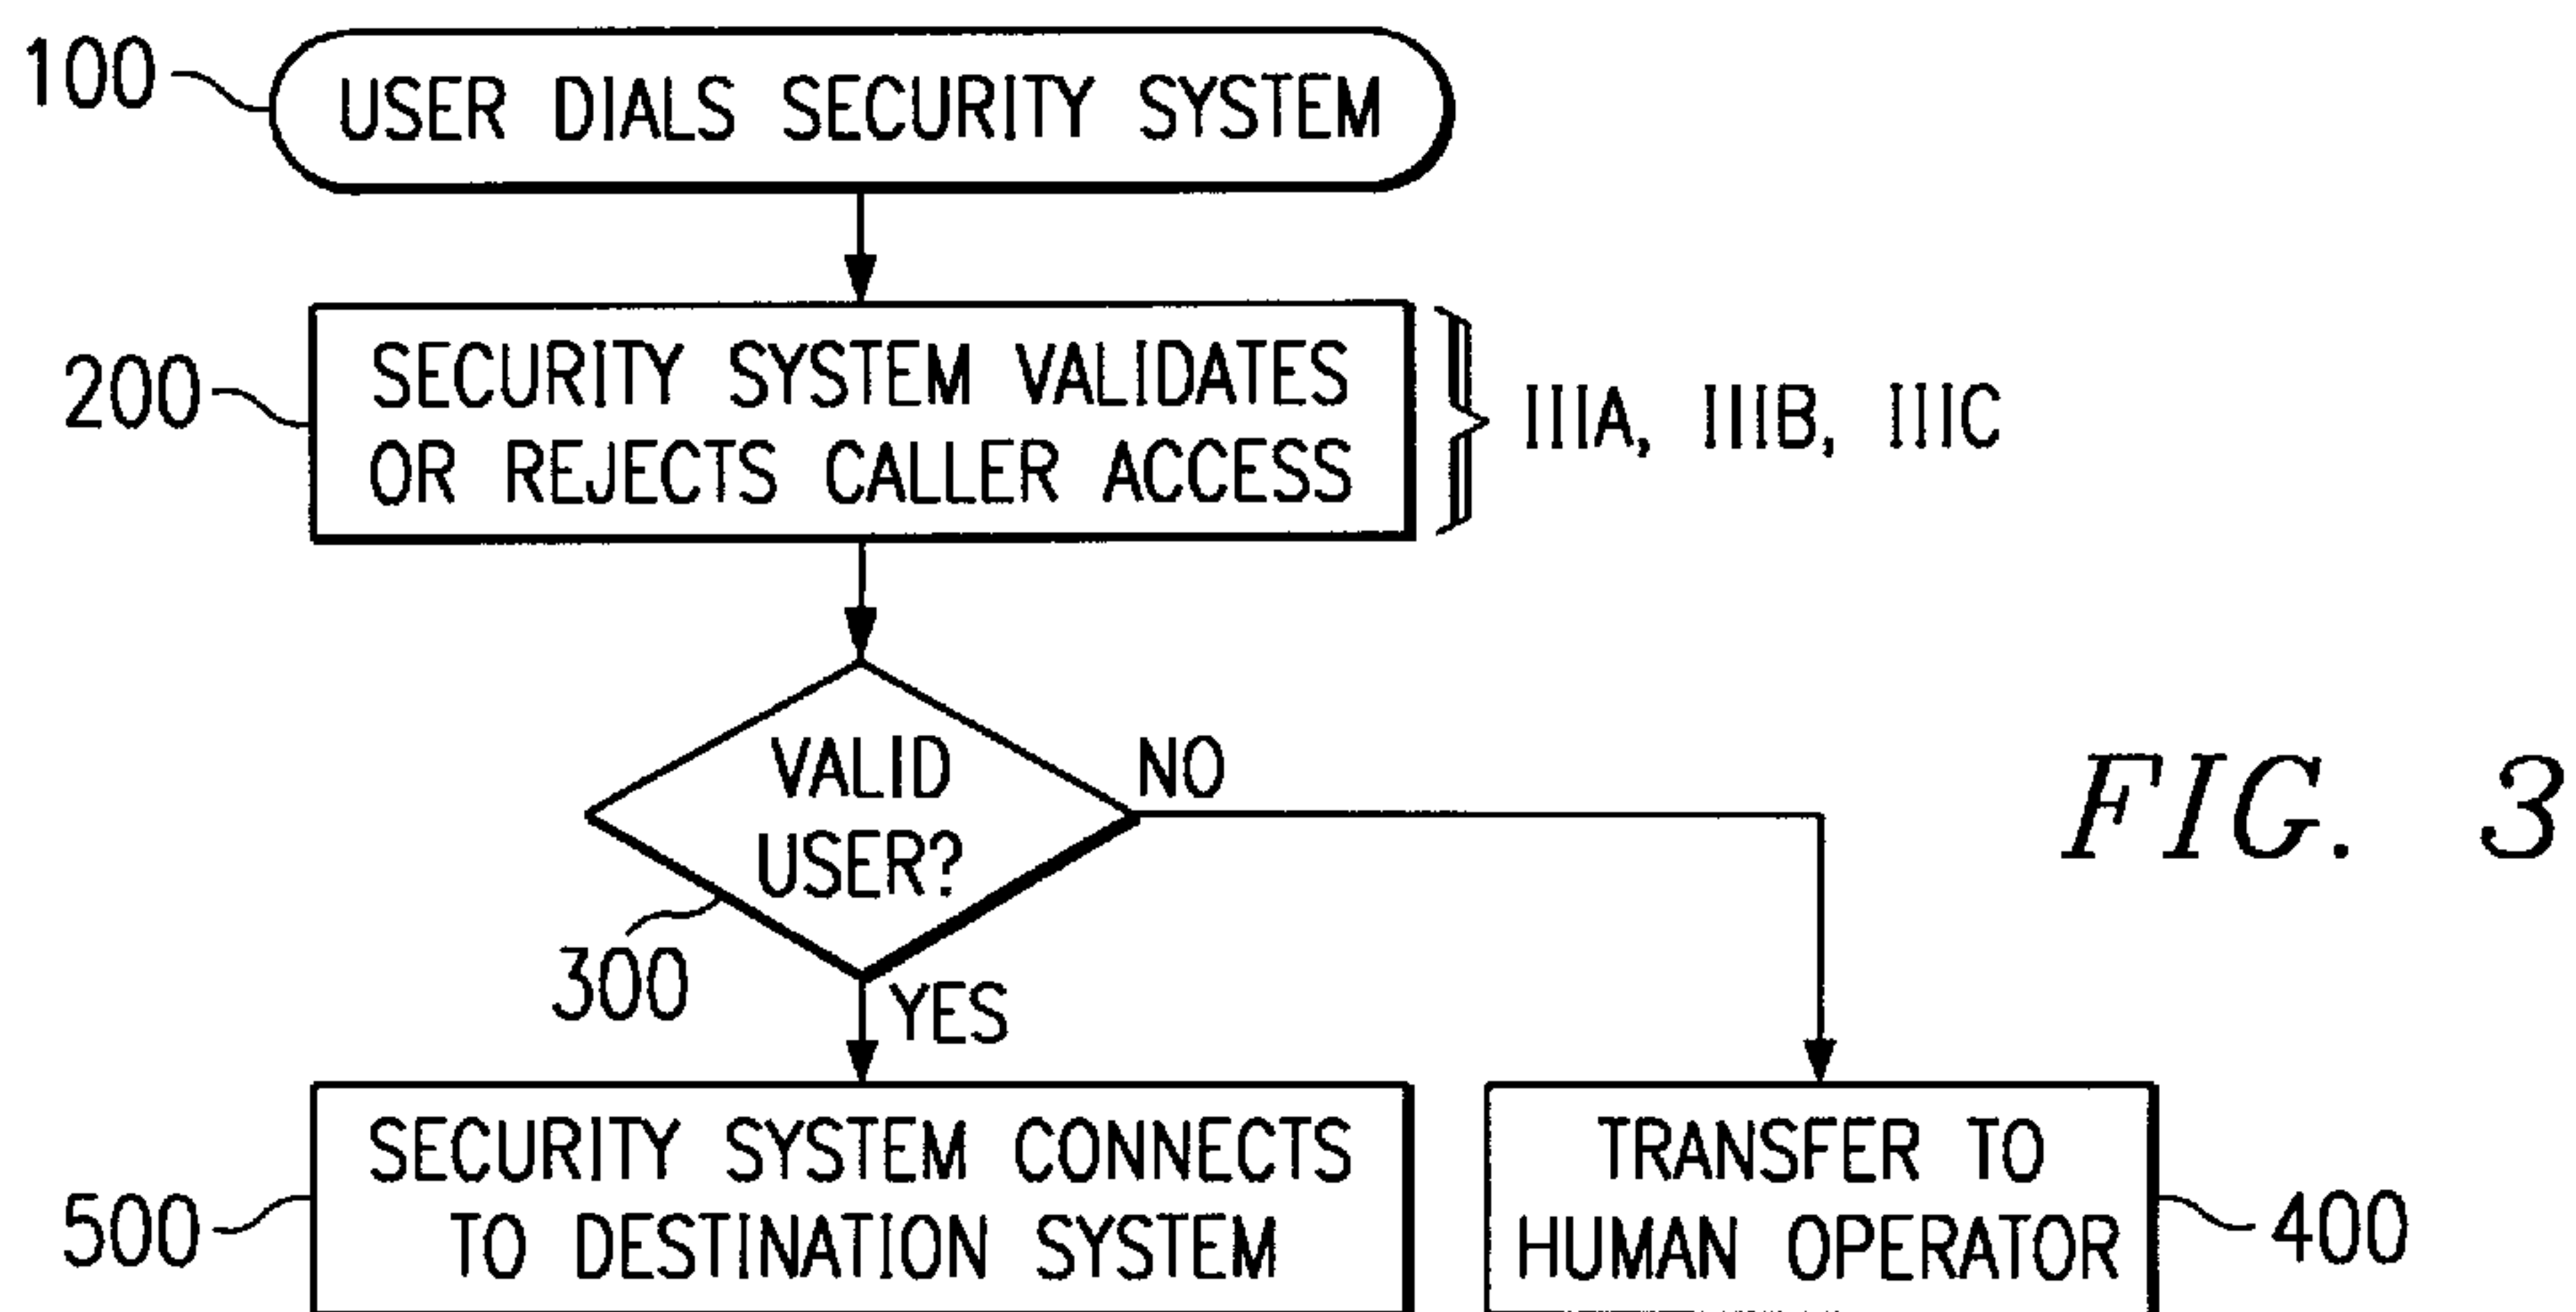 100
USER DIALS SECURITY SYSTEM
200
SECURITY SYSTEM VALIDATES
OR REJECTS CALLER ACCESS
IIIA, IIIB, IIIC
VALID
USER?
NO
300
YES
FIG. 3
500
SECURITY SYSTEM CONNECTS
TO DESTINATION SYSTEM
TRANSFER TO
HUMAN OPERATOR
400